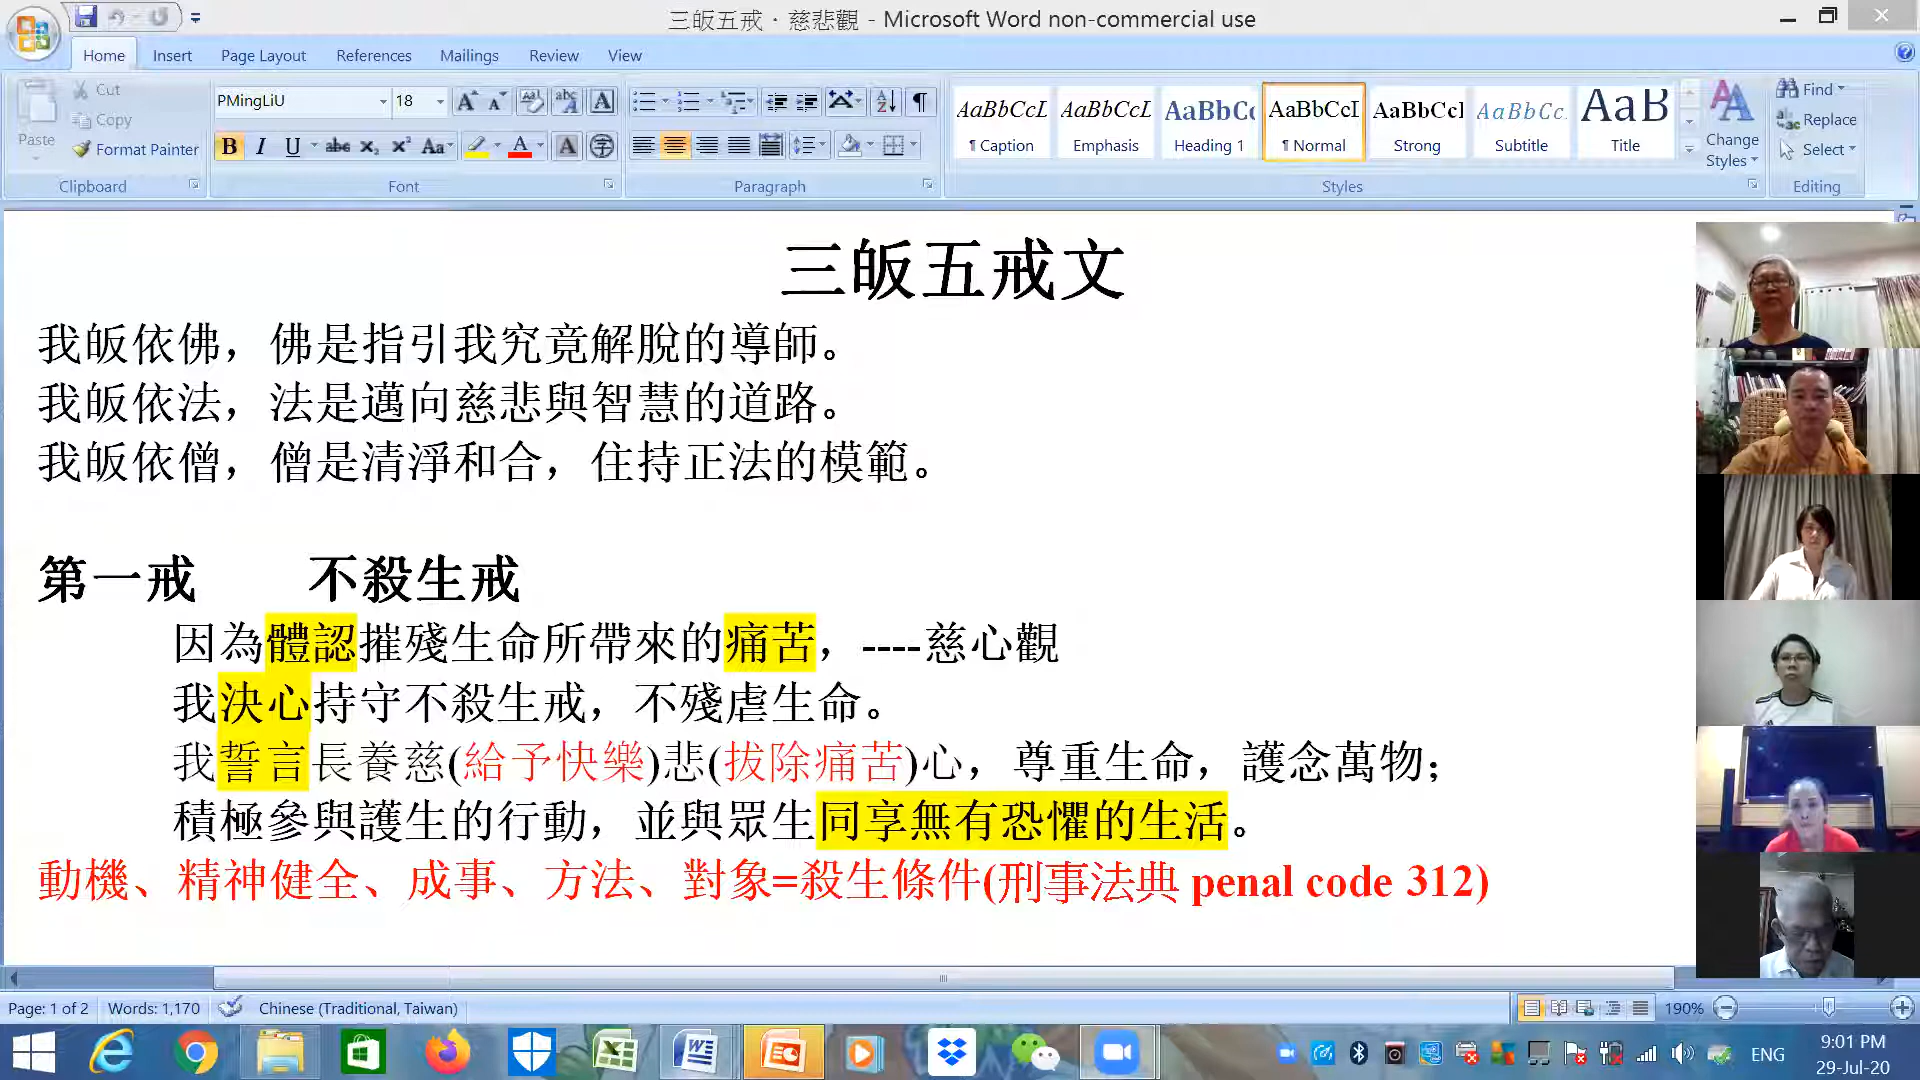 三皈五戒文‧慈悲觀 - Microsoft Word non-commercial use
Home Insert Page Layout References Mailings Review View
Paste
Cut
Copy
Format Painter
Clipboard
PMingLiU 18
Font
Paragraph
AaBbCcL AaBbCcL AaBbCc AaBbCcI AaBbCcl AaBbCc. AaB
¶ Caption Emphasis Heading 1 ¶ Normal Strong Subtitle Title
Change Styles
Styles
Find
Replace
Select
Editing
三皈五戒文
我皈依佛，佛是指引我究竟解脫的導師。
我皈依法，法是邁向慈悲與智慧的道路。
我皈依僧，僧是清淨和合，住持正法的模範。
第一戒 不殺生戒
因為體認摧殘生命所帶來的痛苦，----慈心觀
我決心持守不殺生戒，不殘虐生命。
我誓言長養慈(給予快樂)悲(拔除痛苦)心，尊重生命，護念萬物；
積極參與護生的行動，並與眾生同享無有恐懼的生活。
動機、精神健全、成事、方法、對象=殺生條件(刑事法典 penal code 312)
Page: 1 of 2 Words: 1,170 Chinese (Traditional, Taiwan) 190%
ENG
9:01 PM
29-Jul-20